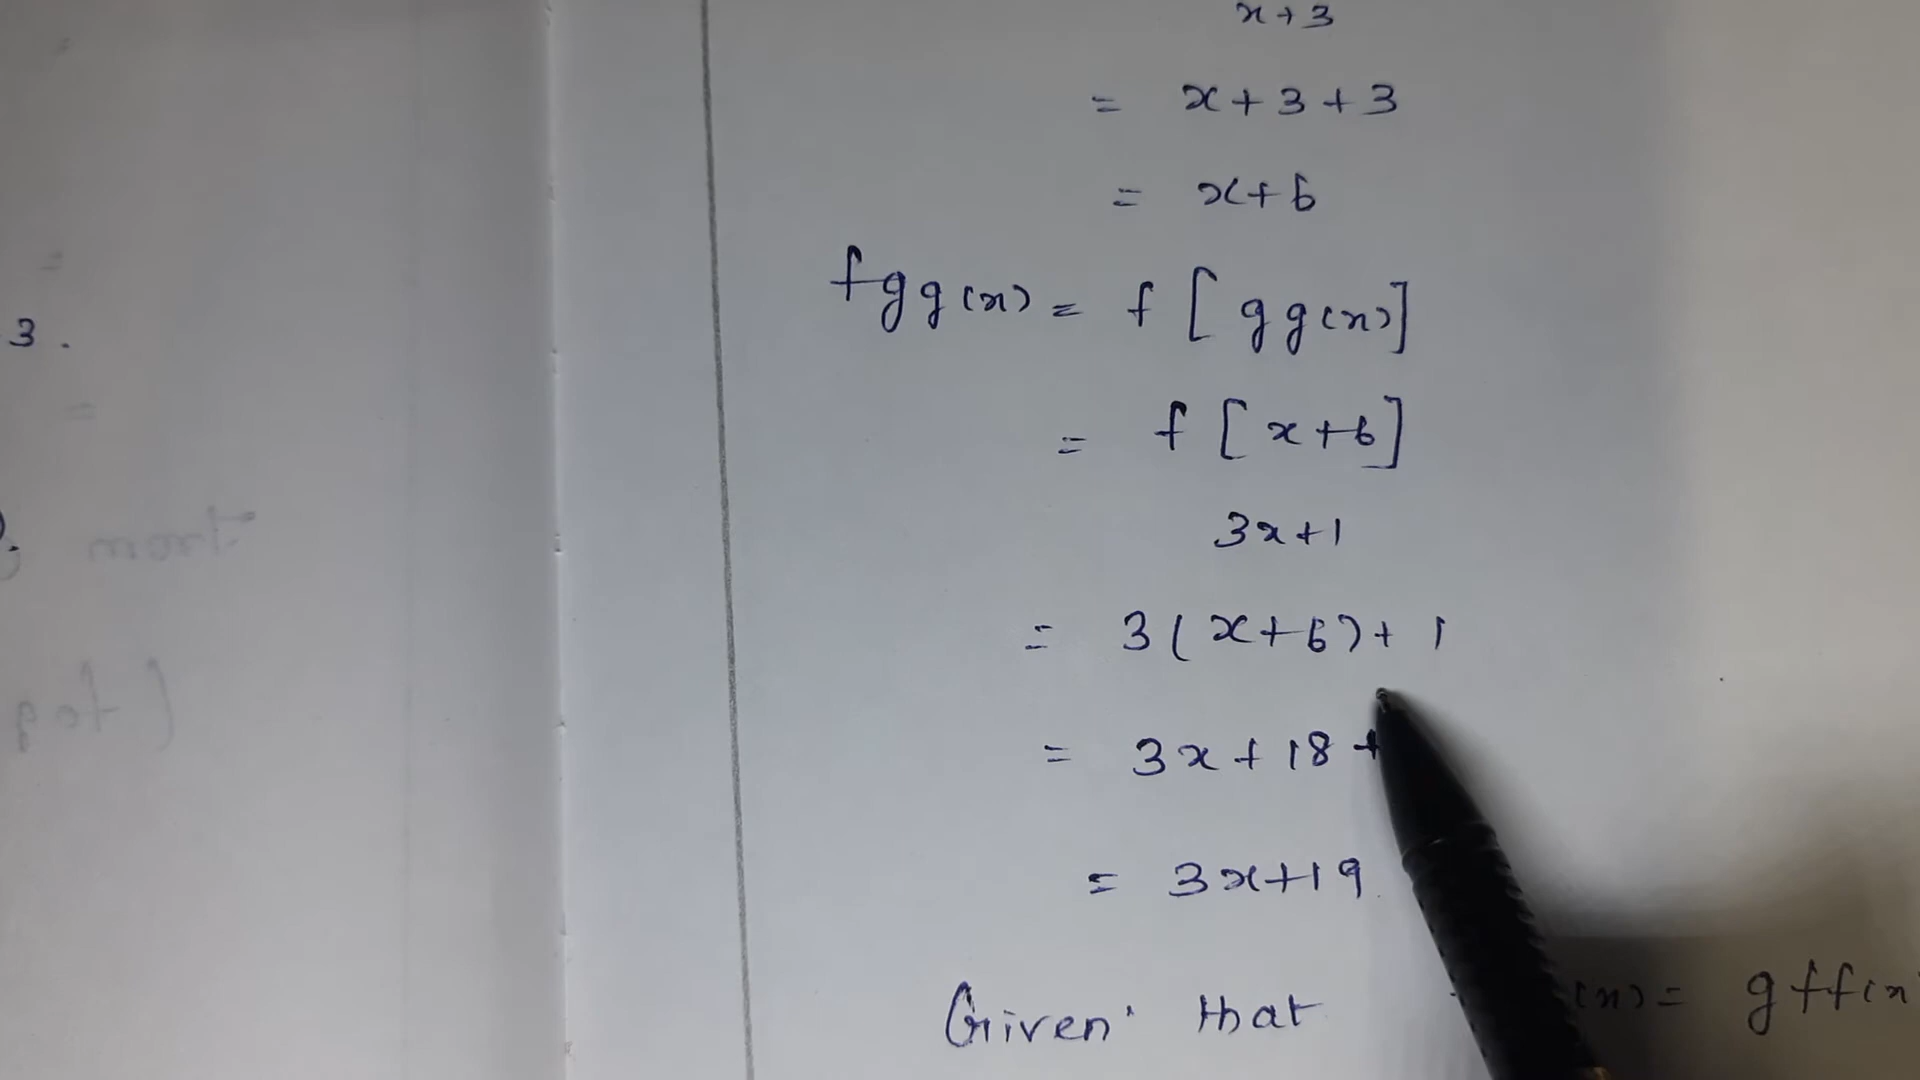 x+3
= x+3+3
= x+6
3.
fgg(x) = f[gg(x)]
= f[x+6]
3x+1
= 3(x+6)+1
= 3x+18+
= 3x+19.
Given that (x) = gff(x